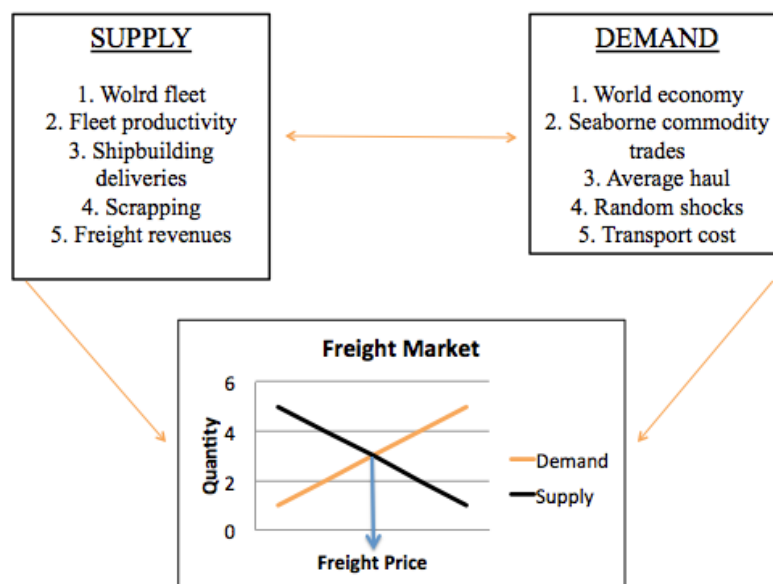 SUPPLY
1. Wolrd fleet
2. Fleet productivity
3. Shipbuilding
deliveries
4. Scrapping
5. Freight revenues
DEMAND
1. World economy
2. Seaborne commodity
trades
3. Average haul
4. Random shocks
5. Transport cost
Freight Market
Quantity
6
4
2
0
Demand
Supply
Freight Price